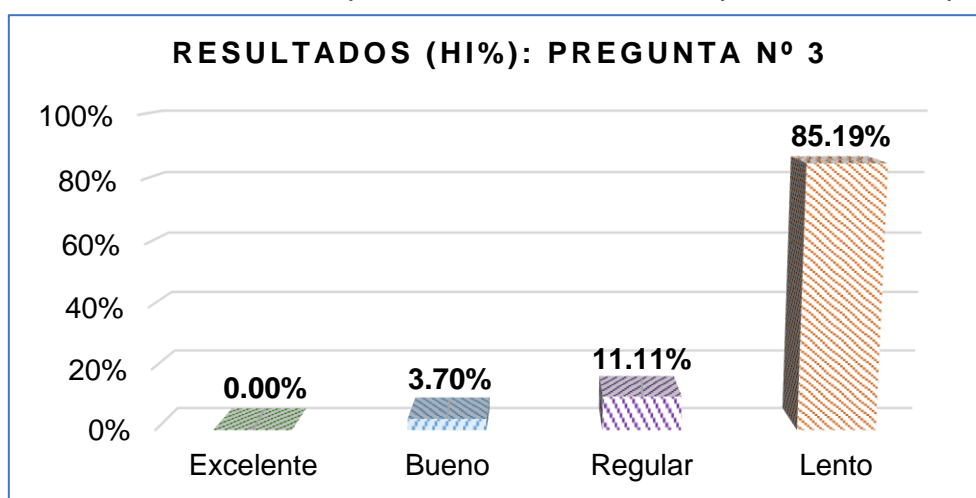 RESULTADOS (HI%): PREGUNTA Nº 3
100%
80%
60%
40%
20%
0%
0.00%
3.70%
11.11%
85.19%
Excelente
Bueno
Regular
Lento